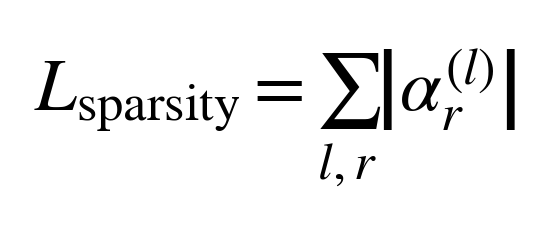 L_sparsity = ∑_{l, r} |α_r^{(l)}|